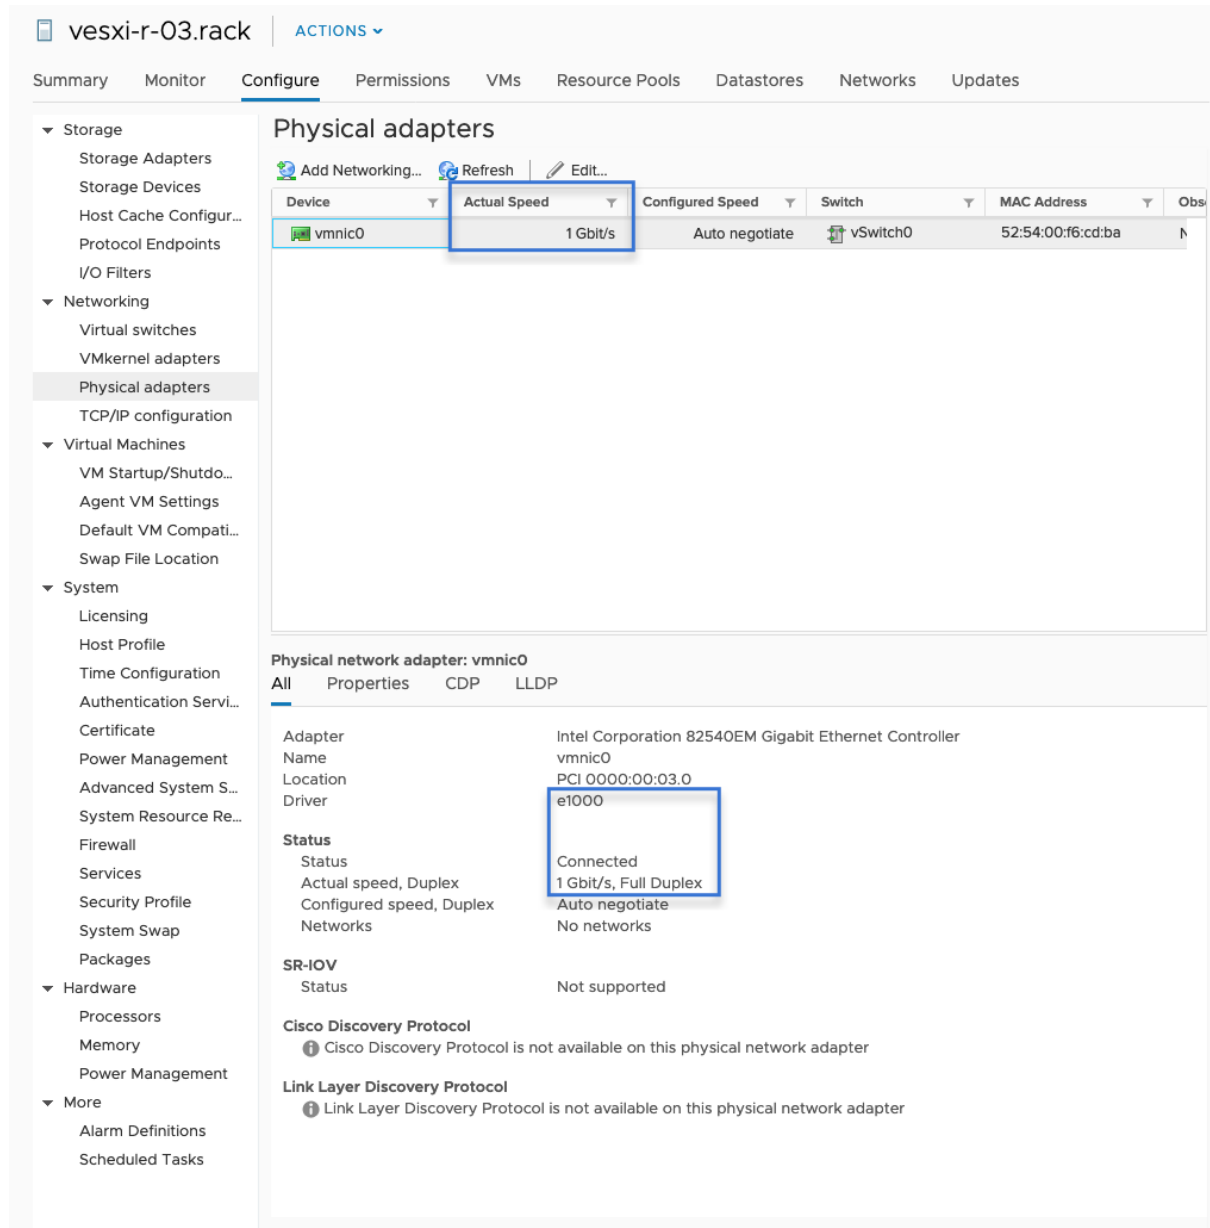 vesxi-r-03.rack
ACTIONS
Summary Monitor Configure Permissions VMs Resource Pools Datastores Networks Updates
Storage
Storage Adapters
Storage Devices
Host Cache Configur...
Protocol Endpoints
I/O Filters
Networking
Virtual switches
VMkernel adapters
Physical adapters
TCP/IP configuration
Virtual Machines
VM Startup/Shutdo...
Agent VM Settings
Default VM Compati...
Swap File Location
System
Licensing
Host Profile
Time Configuration
Authentication Servi...
Certificate
Power Management
Advanced System S...
System Resource Re...
Firewall
Services
Security Profile
System Swap
Packages
Hardware
Processors
Memory
Power Management
More
Alarm Definitions
Scheduled Tasks
Physical adapters
Add Networking... Refresh Edit...
Device Actual Speed Configured Speed Switch MAC Address
vmnic0 1 Gbit/s Auto negotiate vSwitch0 52:54:00:f6:cd:ba
Physical network adapter: vmnic0
All Properties CDP LLDP
Adapter Intel Corporation 82540EM Gigabit Ethernet Controller
Name vmnic0
Location PCI 0000:00:03.0
Driver e1000
Status
Status Connected
Actual speed, Duplex 1 Gbit/s, Full Duplex
Configured speed, Duplex Auto negotiate
Networks No networks
SR-IOV
Status Not supported
Cisco Discovery Protocol
Cisco Discovery Protocol is not available on this physical network adapter
Link Layer Discovery Protocol
Link Layer Discovery Protocol is not available on this physical network adapter